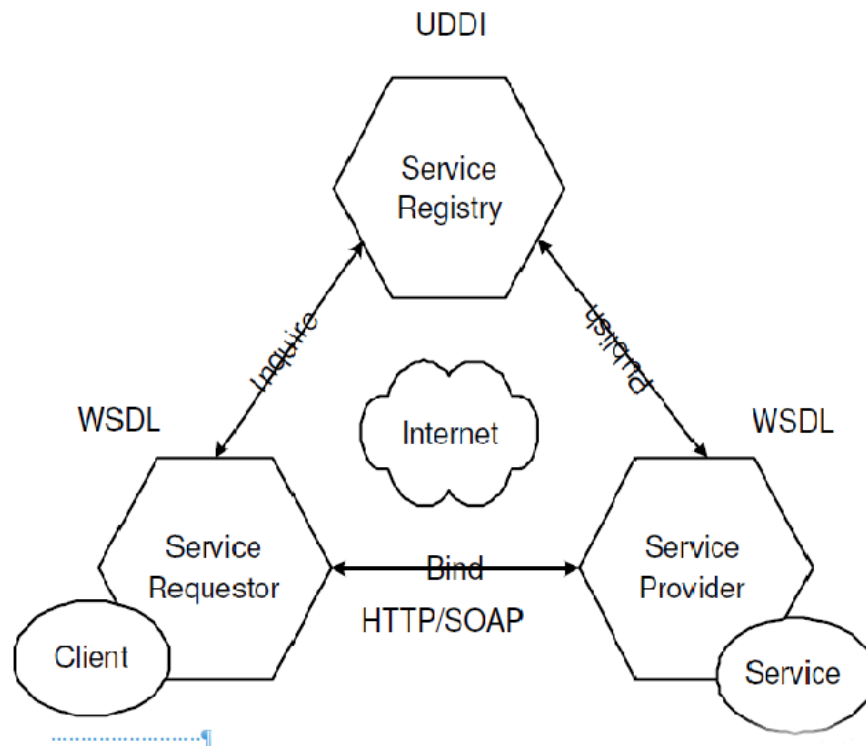 UDDI
Service
Registry
Inquire
Publish
WSDL
Internet
WSDL
Service
Requestor
Bind
Service
Provider
HTTP/SOAP
Client
Service